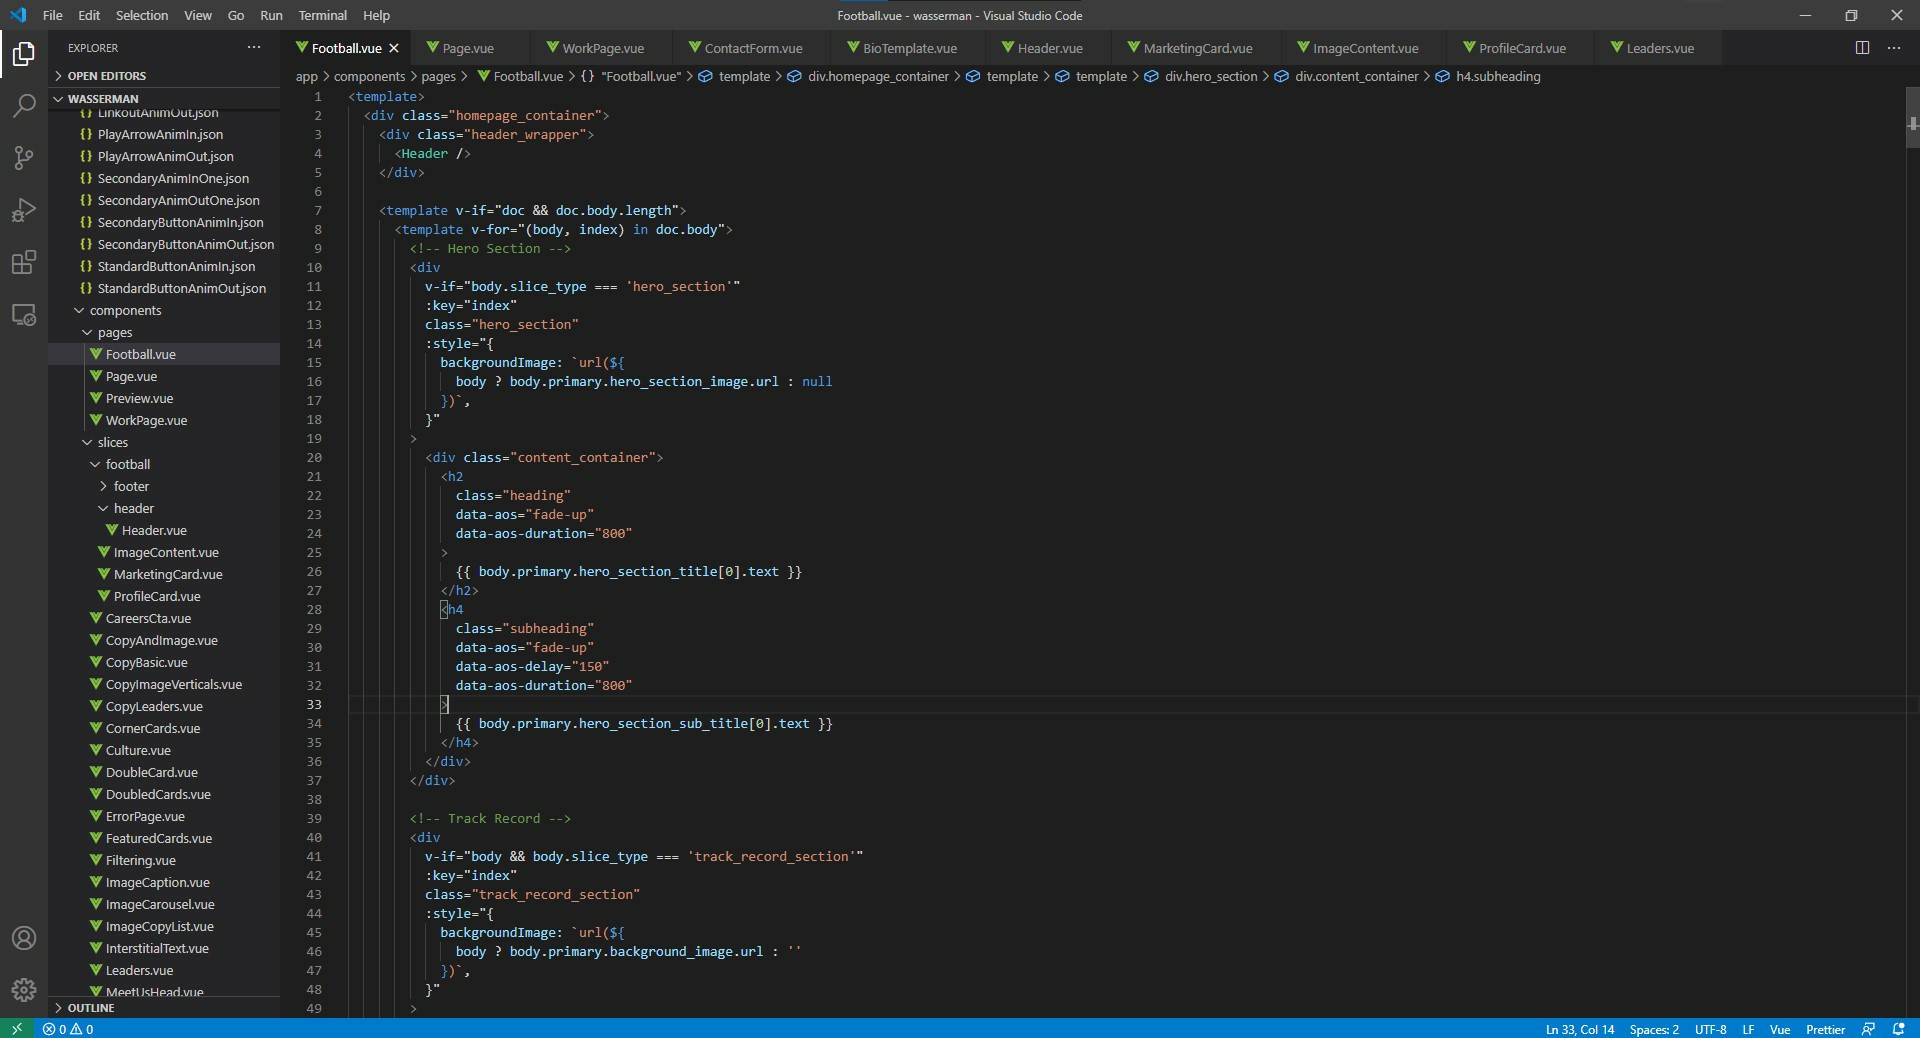 File Edit Selection View Go Run Terminal Help
Football.vue - wasserman - Visual Studio Code
EXPLORER
OPEN EDITORS
WASSERMAN
LinkoutAnimOut.json
PlayArrowAnimIn.json
PlayArrowAnimOut.json
SecondaryAnimInOne.json
SecondaryAnimOutOne.json
SecondaryButtonAnimIn.json
SecondaryButtonAnimOut.json
StandardButtonAnimIn.json
StandardButtonAnimOut.json
components
pages
Football.vue
Page.vue
Preview.vue
WorkPage.vue
slices
football
footer
header
Header.vue
ImageContent.vue
MarketingCard.vue
ProfileCard.vue
CareersCta.vue
CopyAndImage.vue
CopyBasic.vue
CopyImageVerticals.vue
CopyLeaders.vue
CornerCards.vue
Culture.vue
DoubleCard.vue
DoubledCards.vue
ErrorPage.vue
FeaturedCards.vue
Filtering.vue
ImageCaption.vue
ImageCarousel.vue
ImageCopyList.vue
InterstitialText.vue
Leaders.vue
MeetUsHead.vue
OUTLINE
Football.vue Page.vue WorkPage.vue ContactForm.vue BioTemplate.vue Header.vue MarketingCard.vue ImageContent.vue ProfileCard.vue Leaders.vue
app > components > pages > Football.vue > {} "Football.vue" > template > div.homepage_container > template > template > div.hero_section > div.content_container > h4.subheading
1 <template>
2 <div class="homepage_container">
3 <div class="header_wrapper">
4 <Header />
5 </div>
6
7 <template v-if="doc && doc.body.length">
8 <template v-for="(body, index) in doc.body">
9 <!-- Hero Section -->
10 <div
11 v-if="body.slice_type === 'hero_section'"
12 :key="index"
13 class="hero_section"
14 :style="{
15 backgroundImage: `url(${
16 body ? body.primary.hero_section_image.url : null
17 })`,
18 }"
19 >
20 <div class="content_container">
21 <h2
22 class="heading"
23 data-aos="fade-up"
24 data-aos-duration="800"
25 >
26 {{ body.primary.hero_section_title[0].text }}
27 </h2>
28 <h4
29 class="subheading"
30 data-aos="fade-up"
31 data-aos-delay="150"
32 data-aos-duration="800"
33 >
34 {{ body.primary.hero_section_sub_title[0].text }}
35 </h4>
36 </div>
37 </div>
38
39 <!-- Track Record -->
40 <div
41 v-if="body && body.slice_type === 'track_record_section'"
42 :key="index"
43 class="track_record_section"
44 :style="{
45 backgroundImage: `url(${
46 body ? body.primary.background_image.url : ''
47 })`,
48 }"
49 >
0 0
Ln 33, Col 14 Spaces: 2 UTF-8 LF Vue Prettier